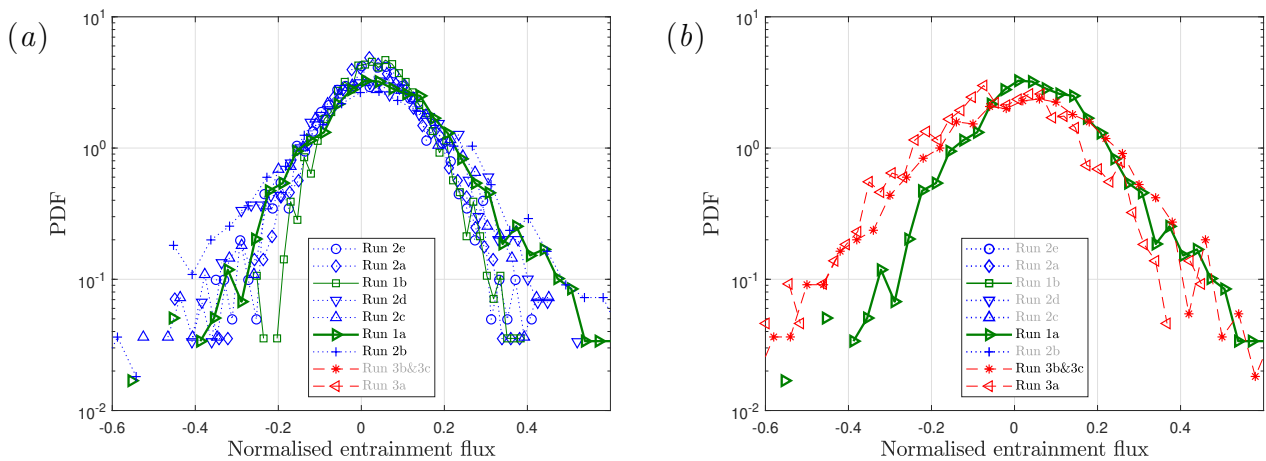 (a)
10^1
10^0
10^-1
10^-2
PDF
-0.6
-0.4
-0.2
0
0.2
0.4
Normalised entrainment flux
Run 2e
Run 2a
Run 1b
Run 2d
Run 2c
Run 1a
Run 2b
Run 3b&3c
Run 3a
(b)
10^1
10^0
10^-1
10^-2
PDF
-0.6
-0.4
-0.2
0
0.2
0.4
Normalised entrainment flux
Run 2e
Run 2a
Run 1b
Run 2d
Run 2c
Run 1a
Run 2b
Run 3b&3c
Run 3a